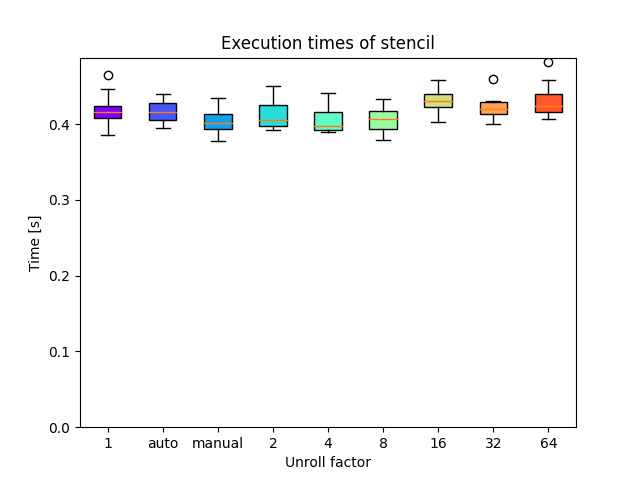 Execution times of stencil
Time [s]
0.4
0.3
0.2
0.1
0.0
1 auto manual 2 4 8 16 32 64
Unroll factor